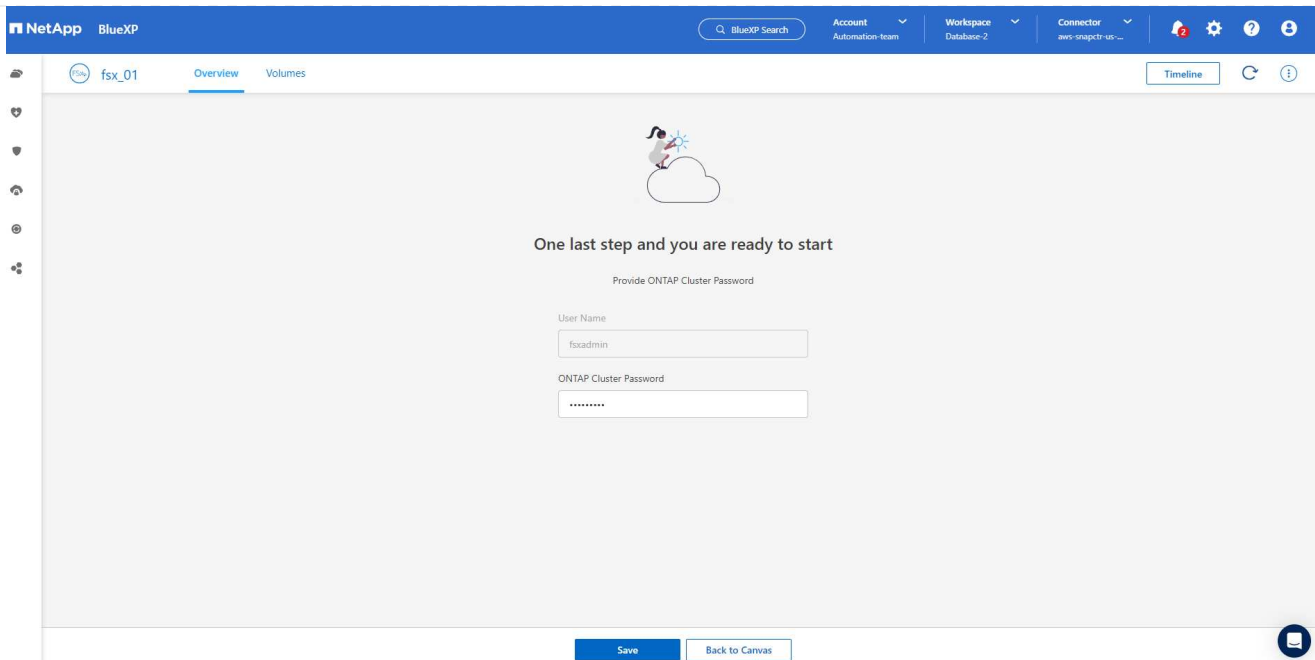 NetApp BlueXP
BlueXP Search
Account
Automation-team
Workspace
Database-2
Connector
aws-snapctr-us-...
2
fsx_01
Overview
Volumes
Timeline
One last step and you are ready to start
Provide ONTAP Cluster Password
User Name
fsxadmin
ONTAP Cluster Password
•••••••••
Save
Back to Canvas